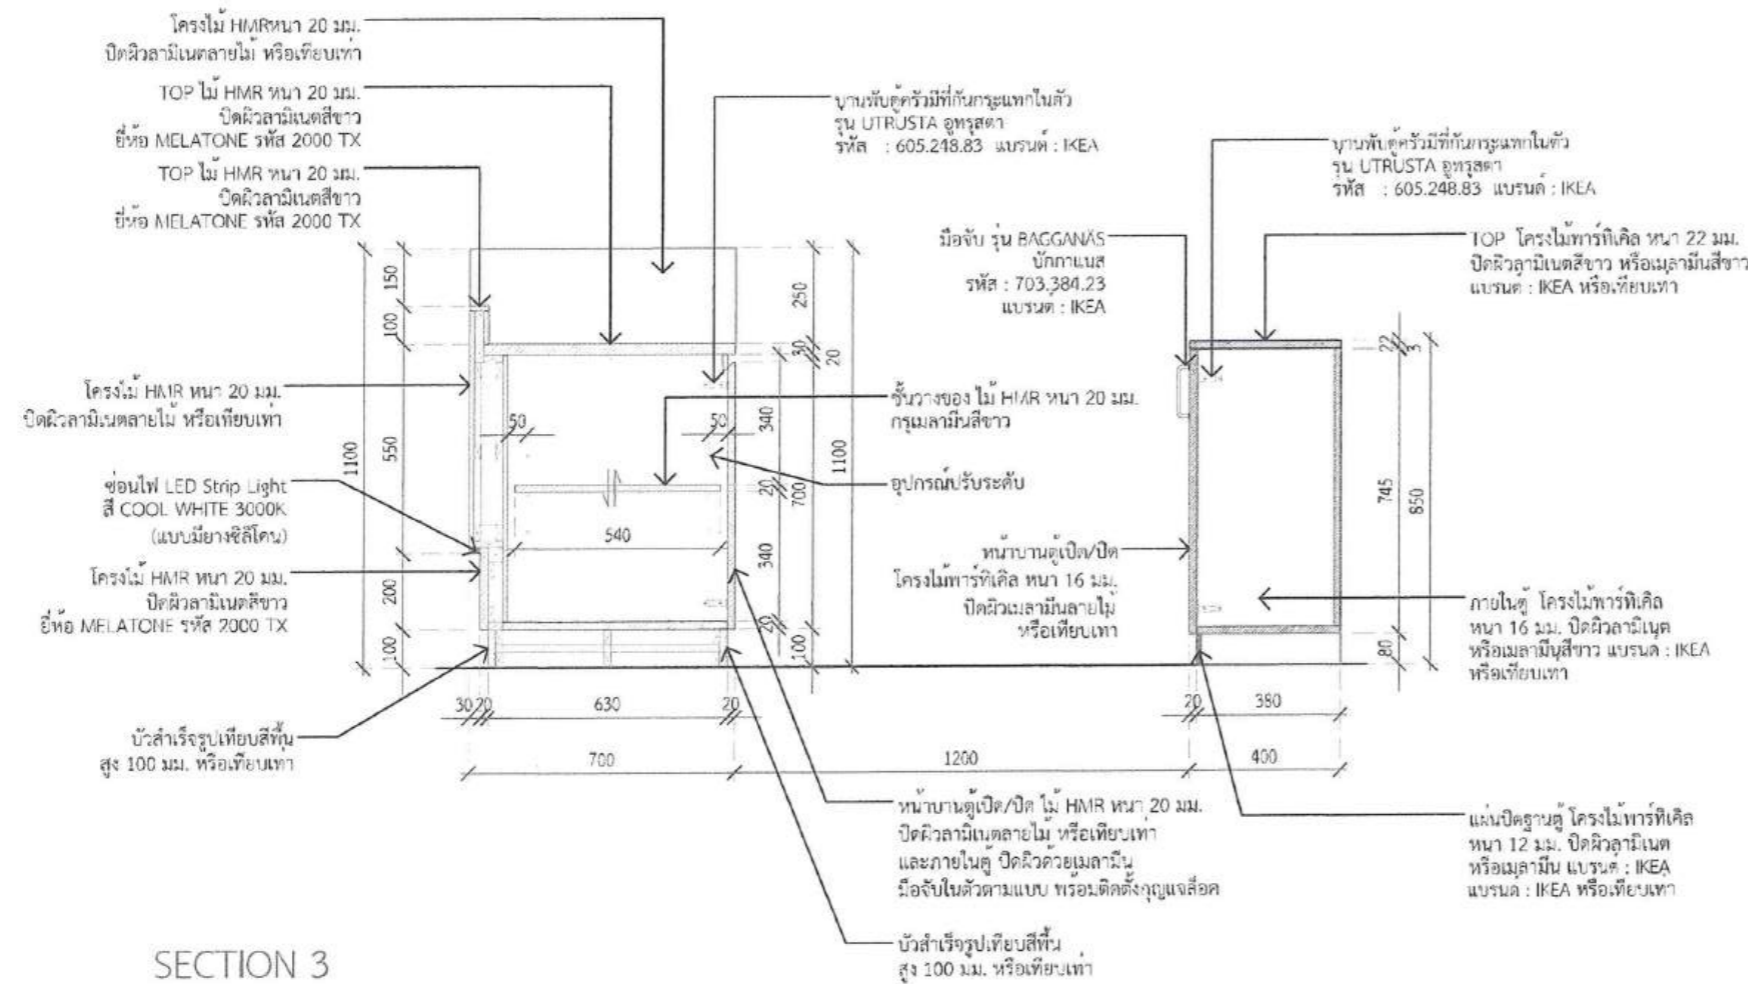 โครงไม้ HMRหนา 20 มม.
ปิดผิวลามิเนตลายไม้ หรือเทียบเท่า
TOP ไม้ HMR หนา 20 มม.
ปิดผิวลามิเนตสีขาว
ยี่ห้อ MELATONE รหัส 2000 TX
TOP ไม้ HMR หนา 20 มม.
ปิดผิวลามิเนตสีขาว
ยี่ห้อ MELATONE รหัส 2000 TX
โครงไม้ HMR หนา 20 มม.
ปิดผิวลามิเนตลายไม้ หรือเทียบเท่า
ซ่อนไฟ LED Strip Light
สี COOL WHITE 3000K
(แบบมียางซิลิโคน)
โครงไม้ HMR หนา 20 มม.
ปิดผิวลามิเนตสีขาว
ยี่ห้อ MELATONE รหัส 2000 TX
บัวสำเร็จรูปเทียบสีพื้น
สูง 100 มม. หรือเทียบเท่า
1100
150
100
550
200
100
50
50
540
340
20
340
20
250
30
20
700
100
1100
30 20 630 20
700
1200
400
20 380
บานพับตู้ครัวมีที่กันกระแทกในตัว
รุ่น UTRUSTA อูทรุสตา
รหัส : 605.248.83 แบรนด์ : IKEA
ชั้นวางของ ไม้ HMR หนา 20 มม.
กรุเมลามีนสีขาว
อุปกรณ์ปรับระดับ
หน้าบานตู้เปิด/ปิด ไม้ HMR หนา 20 มม.
ปิดผิวลามิเนตลายไม้ หรือเทียบเท่า
และภายในตู้ ปิดผิวด้วยเมลามีน
มือจับในตัวตามแบบ พร้อมติดตั้งกุญแจล็อค
บัวสำเร็จรูปเทียบสีพื้น
สูง 100 มม. หรือเทียบเท่า
มือจับ รุ่น BAGGANÄS
บักกาแนส
รหัส : 703.384.23
แบรนด์ : IKEA
หน้าบานตู้เปิด/ปิด
โครงไม้พาร์ทิเคิล หนา 16 มม.
ปิดผิวเมลามีนลายไม้
หรือเทียบเท่า
บานพับตู้ครัวมีที่กันกระแทกในตัว
รุ่น UTRUSTA อูทรุสตา
รหัส : 605.248.83 แบรนด์ : IKEA
TOP โครงไม้พาร์ทิเคิล หนา 22 มม.
ปิดผิวลามิเนตสีขาว หรือเมลามีนสีขาว
แบรนด์ : IKEA หรือเทียบเท่า
22
3
745
850
80
ภายในตู้ โครงไม้พาร์ทิเคิล
หนา 16 มม. ปิดผิวลามิเนต
หรือเมลามีนสีขาว แบรนด์ : IKEA
หรือเทียบเท่า
แผ่นปิดฐานตู้ โครงไม้พาร์ทิเคิล
หนา 12 มม. ปิดผิวลามิเนต
หรือเมลามีน แบรนด์ : IKEA
แบรนด์ : IKEA หรือเทียบเท่า
SECTION 3